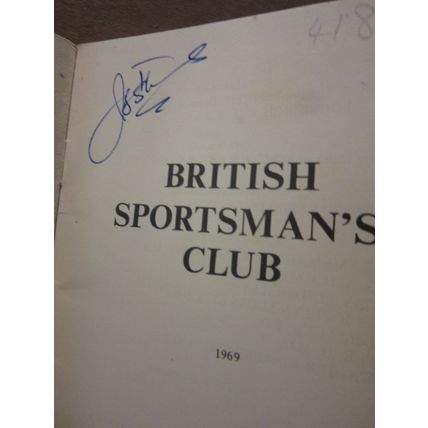 418
BRITISH
SPORTSMAN'S
CLUB
1969